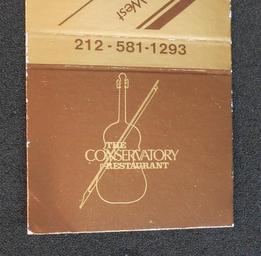 West
212 - 581-1293
THE
CONSERVATORY
RESTAURANT